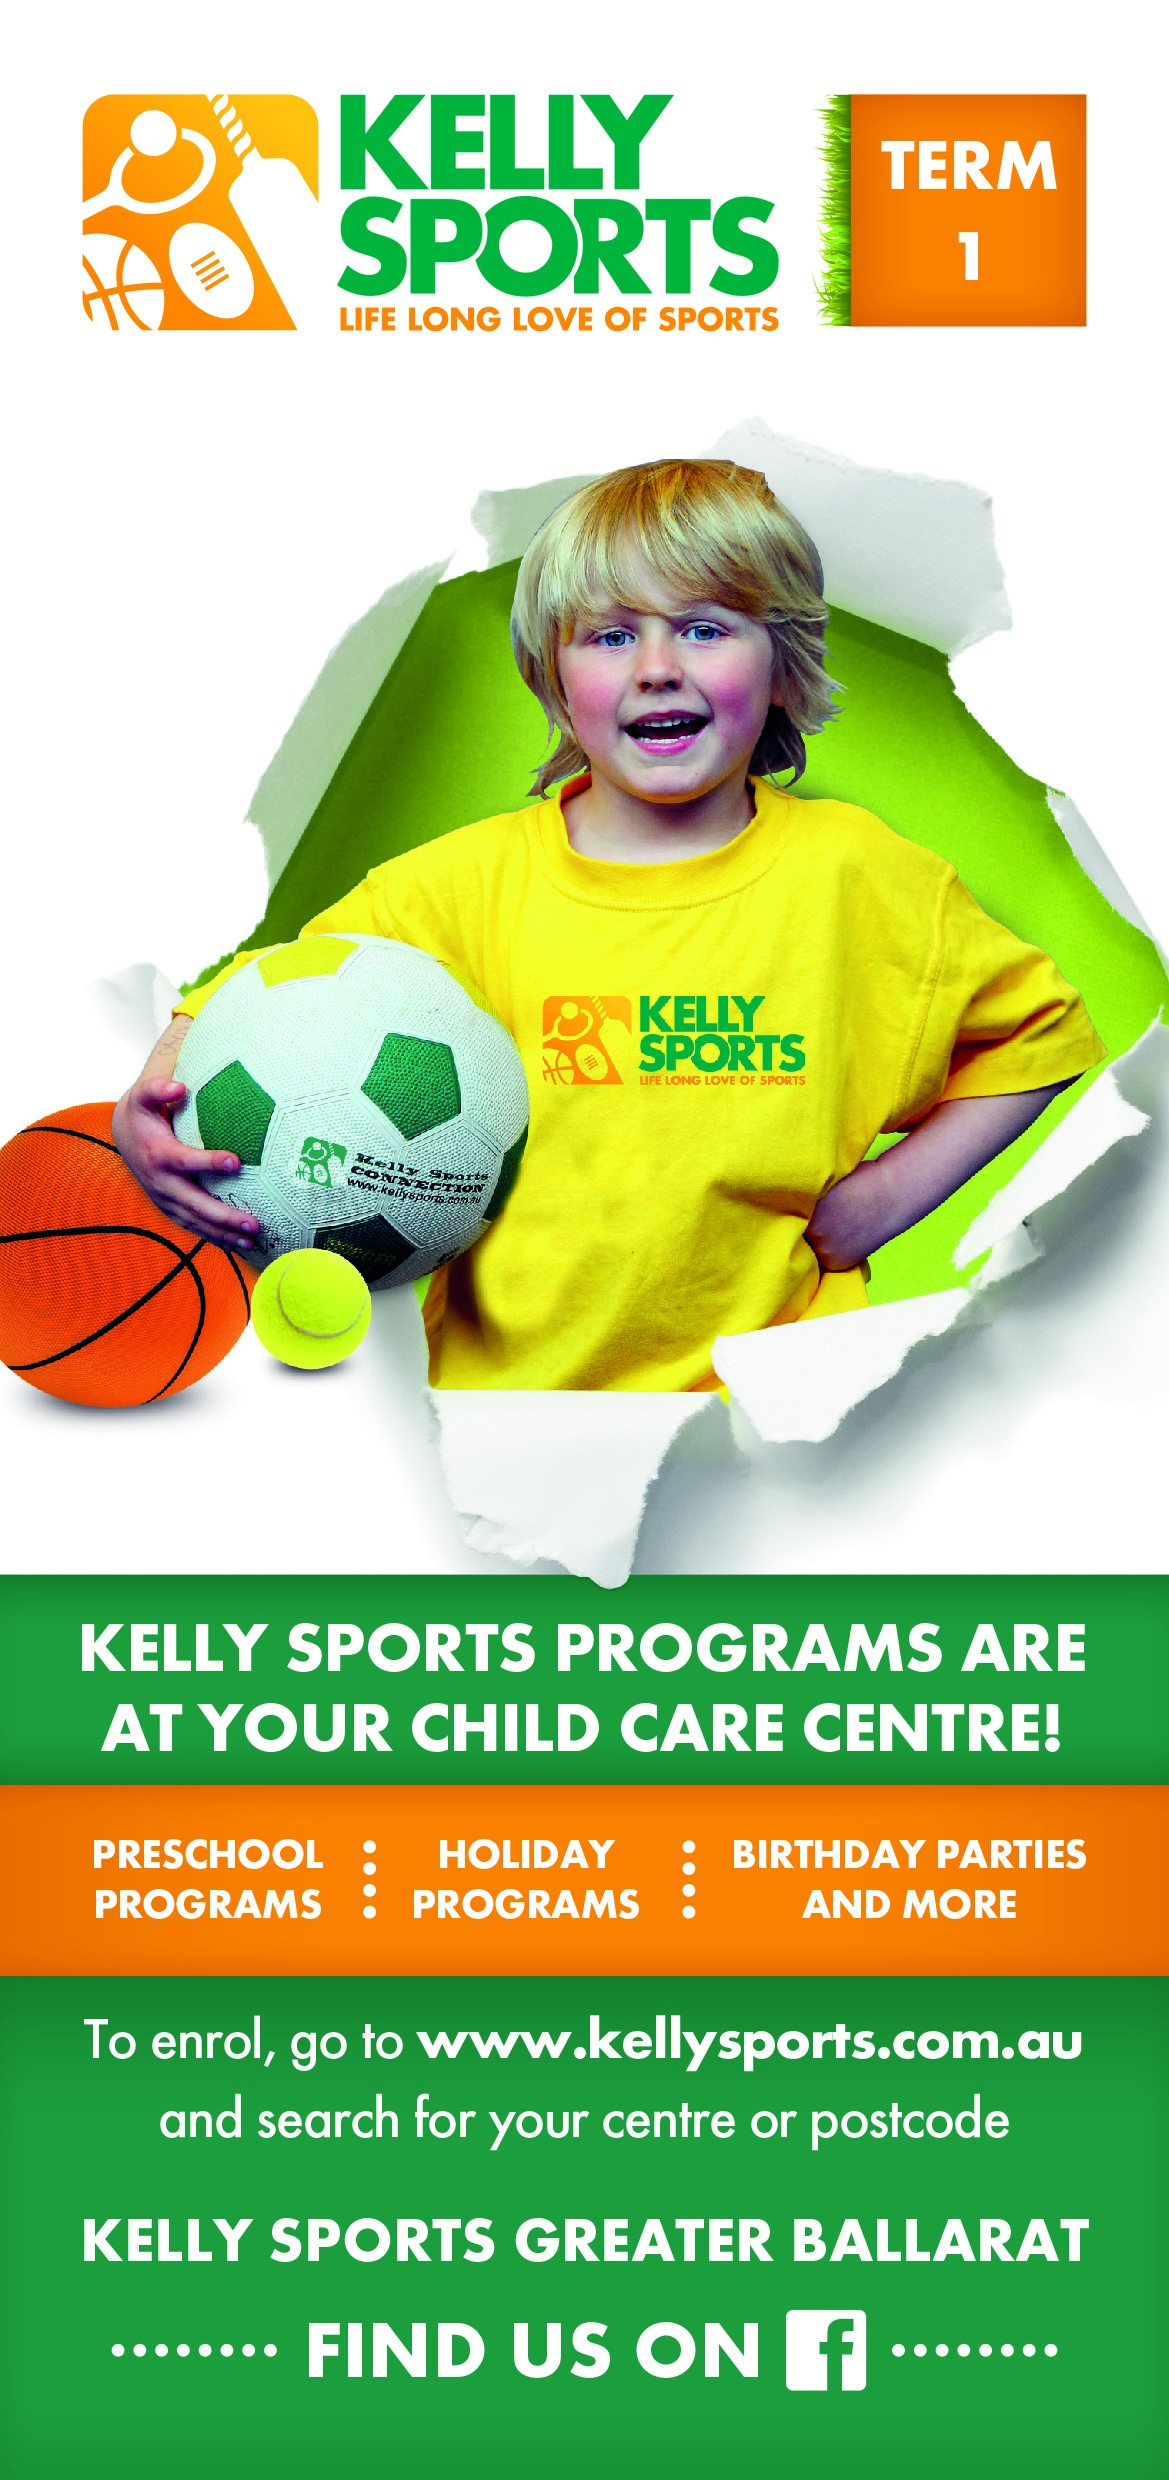 KELLY
SPORTS
LIFE LONG LOVE OF SPORTS
TERM
1
KELLY
SPORTS
LIFE LONG LOVE OF SPORTS
Kelly Sports
CONNECTION
www.kellysports.com.au
KELLY SPORTS PROGRAMS ARE
AT YOUR CHILD CARE CENTRE!
PRESCHOOL
PROGRAMS
HOLIDAY
PROGRAMS
BIRTHDAY PARTIES
AND MORE
To enrol, go to www.kellysports.com.au
and search for your centre or postcode
KELLY SPORTS GREATER BALLARAT
FIND US ON f